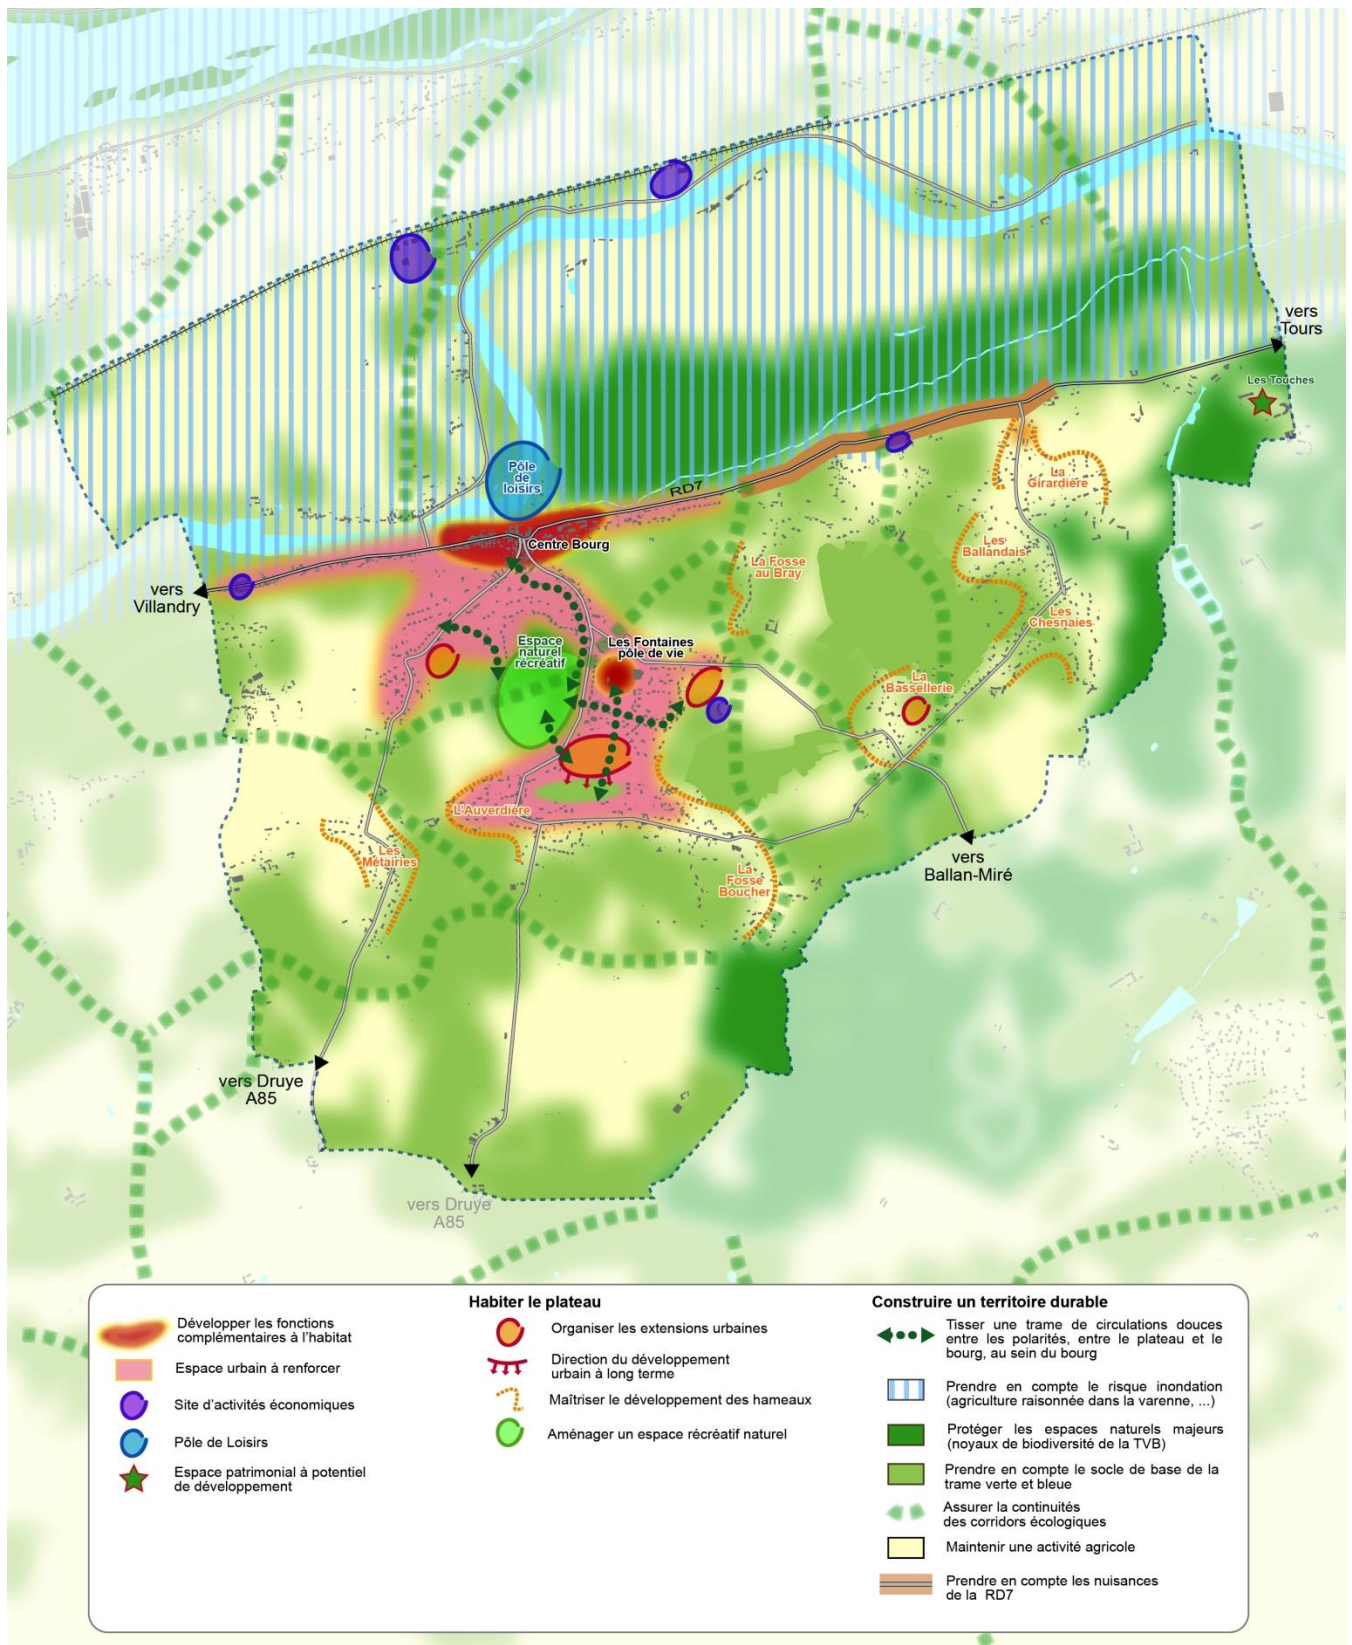 vers
Tours
Les Touches
Pôle
de
loisirs
RD7
La
Girardière
Centre Bourg
Les
Ballandais
La Fosse
au Bray
vers
Villandry
Les
Chesnaies
Espace
naturel
récréatif
Les Fontaines
pôle de vie
La
Bassellerie
L'Auverdière
Les
Métairies
La
Fosse
Boucher
vers
Ballan-Miré
vers Druye
A85
vers Druye
A85
Développer les fonctions
complémentaires à l'habitat
Espace urbain à renforcer
Site d'activités économiques
Pôle de Loisirs
Espace patrimonial à potentiel
de développement
Habiter le plateau
Organiser les extensions urbaines
Direction du développement
urbain à long terme
Maîtriser le développement des hameaux
Aménager un espace récréatif naturel
Construire un territoire durable
Tisser une trame de circulations douces
entre les polarités, entre le plateau et le
bourg, au sein du bourg
Prendre en compte le risque inondation
(agriculture raisonnée dans la varenne, ...)
Protéger les espaces naturels majeurs
(noyaux de biodiversité de la TVB)
Prendre en compte le socle de base de la
trame verte et bleue
Assurer la continuités
des corridors écologiques
Maintenir une activité agricole
Prendre en compte les nuisances
de la RD7